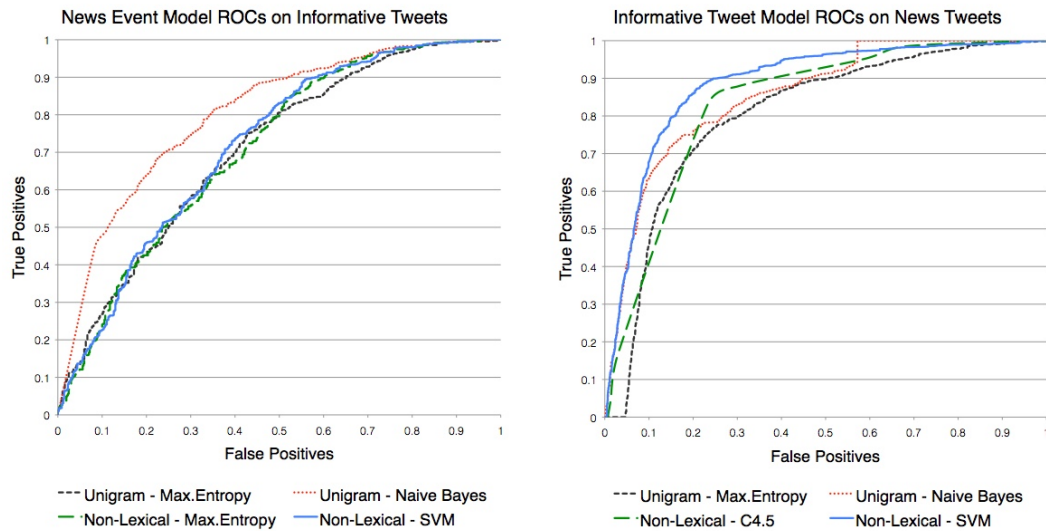 News Event Model ROCs on Informative Tweets
1
0.9
0.8
0.7
0.6
0.5
0.4
0.3
0.2
0.1
0
True Positives
0 0.1 0.2 0.3 0.4 0.5 0.6 0.7 0.8 0.9 1
False Positives
Unigram - Max.Entropy Unigram - Naive Bayes
Non-Lexical - Max.Entropy Non-Lexical - SVM
Informative Tweet Model ROCs on News Tweets
1
0.9
0.8
0.7
0.6
0.5
0.4
0.3
0.2
0.1
0
True Positives
0 0.1 0.2 0.3 0.4 0.5 0.6 0.7 0.8 0.9 1
False Positives
Unigram - Max.Entropy Unigram - Naive Bayes
Non-Lexical - C4.5 Non-Lexical - SVM